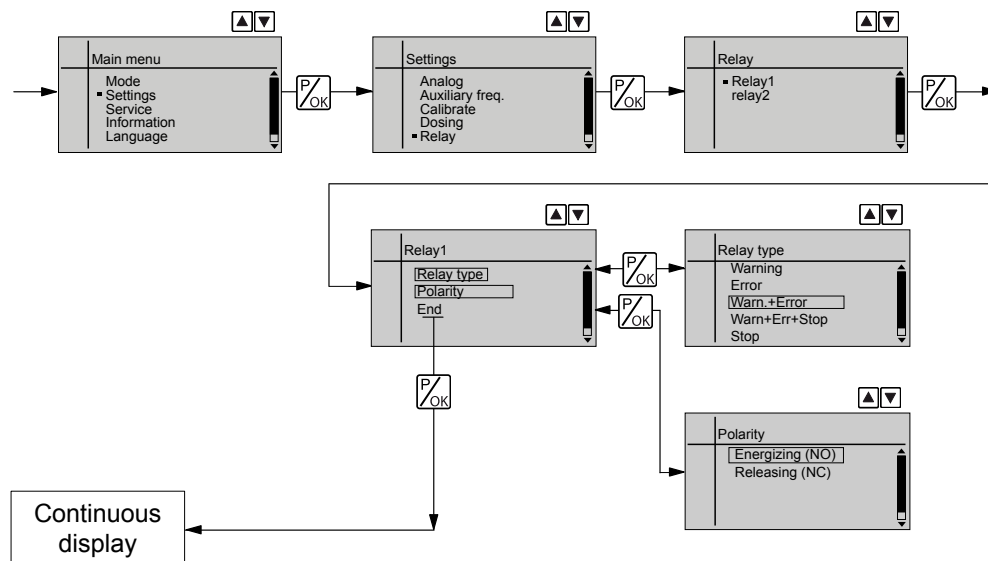 Main menu
Mode
Settings
Service
Information
Language
P/OK
Settings
Analog
Auxiliary freq.
Calibrate
Dosing
Relay
P/OK
Relay
Relay1
relay2
P/OK
Relay1
Relay type
Polarity
End
P/OK
P/OK
Relay type
Warning
Error
Warn.+Error
Warn+Err+Stop
Stop
P/OK
Polarity
Energizing (NO)
Releasing (NC)
Continuous
display